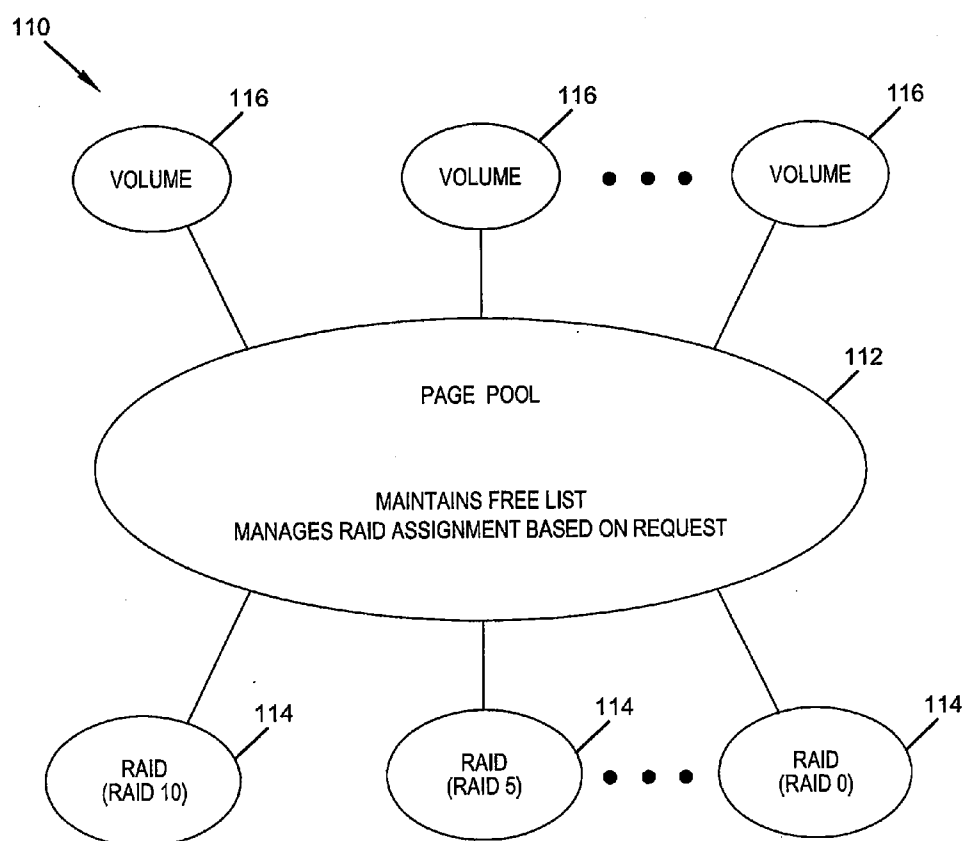 110
116
116
116
VOLUME
VOLUME
VOLUME
112
PAGE POOL
MAINTAINS FREE LIST
MANAGES RAID ASSIGNMENT BASED ON REQUEST
114
114
114
RAID
(RAID 10)
RAID
(RAID 5)
RAID
(RAID 0)